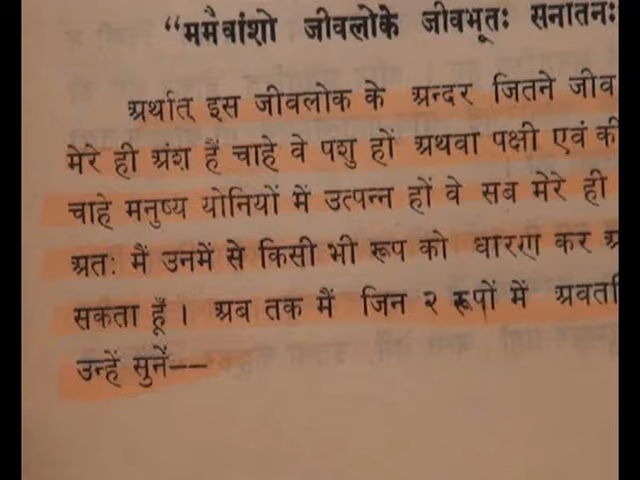 “ममैवांशो जीवलोके जीवभूतः सनातनः
अर्थात् इस जीवलोक के अन्दर जितने जीव
मेरे ही अंश हैं चाहे वे पशु हों अथवा पक्षी एवं की
चाहे मनुष्य योनियों में उत्पन्न हों वे सब मेरे ही
अतः मैं उनमें से किसी भी रूप को धारण कर अ
सकता हूँ । अब तक मैं जिन २ रूपों में अवतरि
उन्हें सुनें--